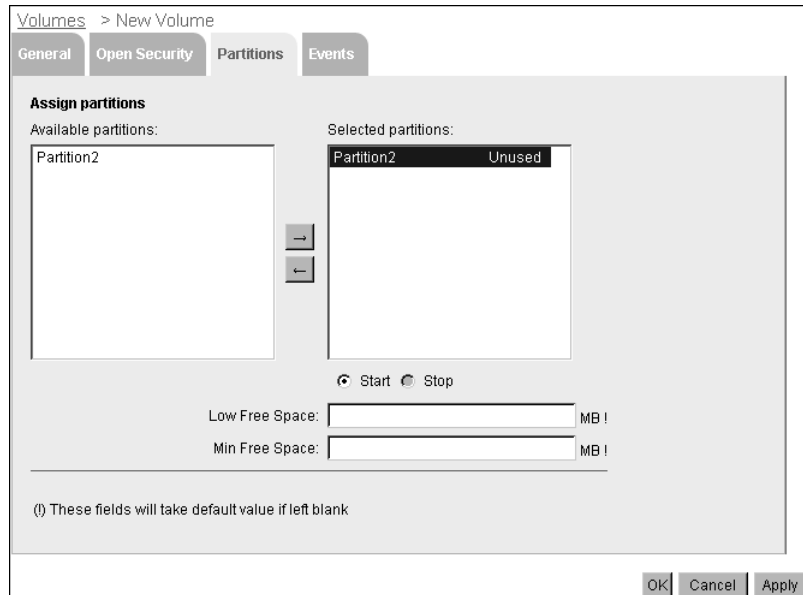 Volumes > New Volume
General Open Security Partitions Events
Assign partitions
Available partitions: Selected partitions:
Partition2 Partition2 Unused
→
←
Start Stop
Low Free Space: MB !
Min Free Space: MB !
(!) These fields will take default value if left blank
OK Cancel Apply